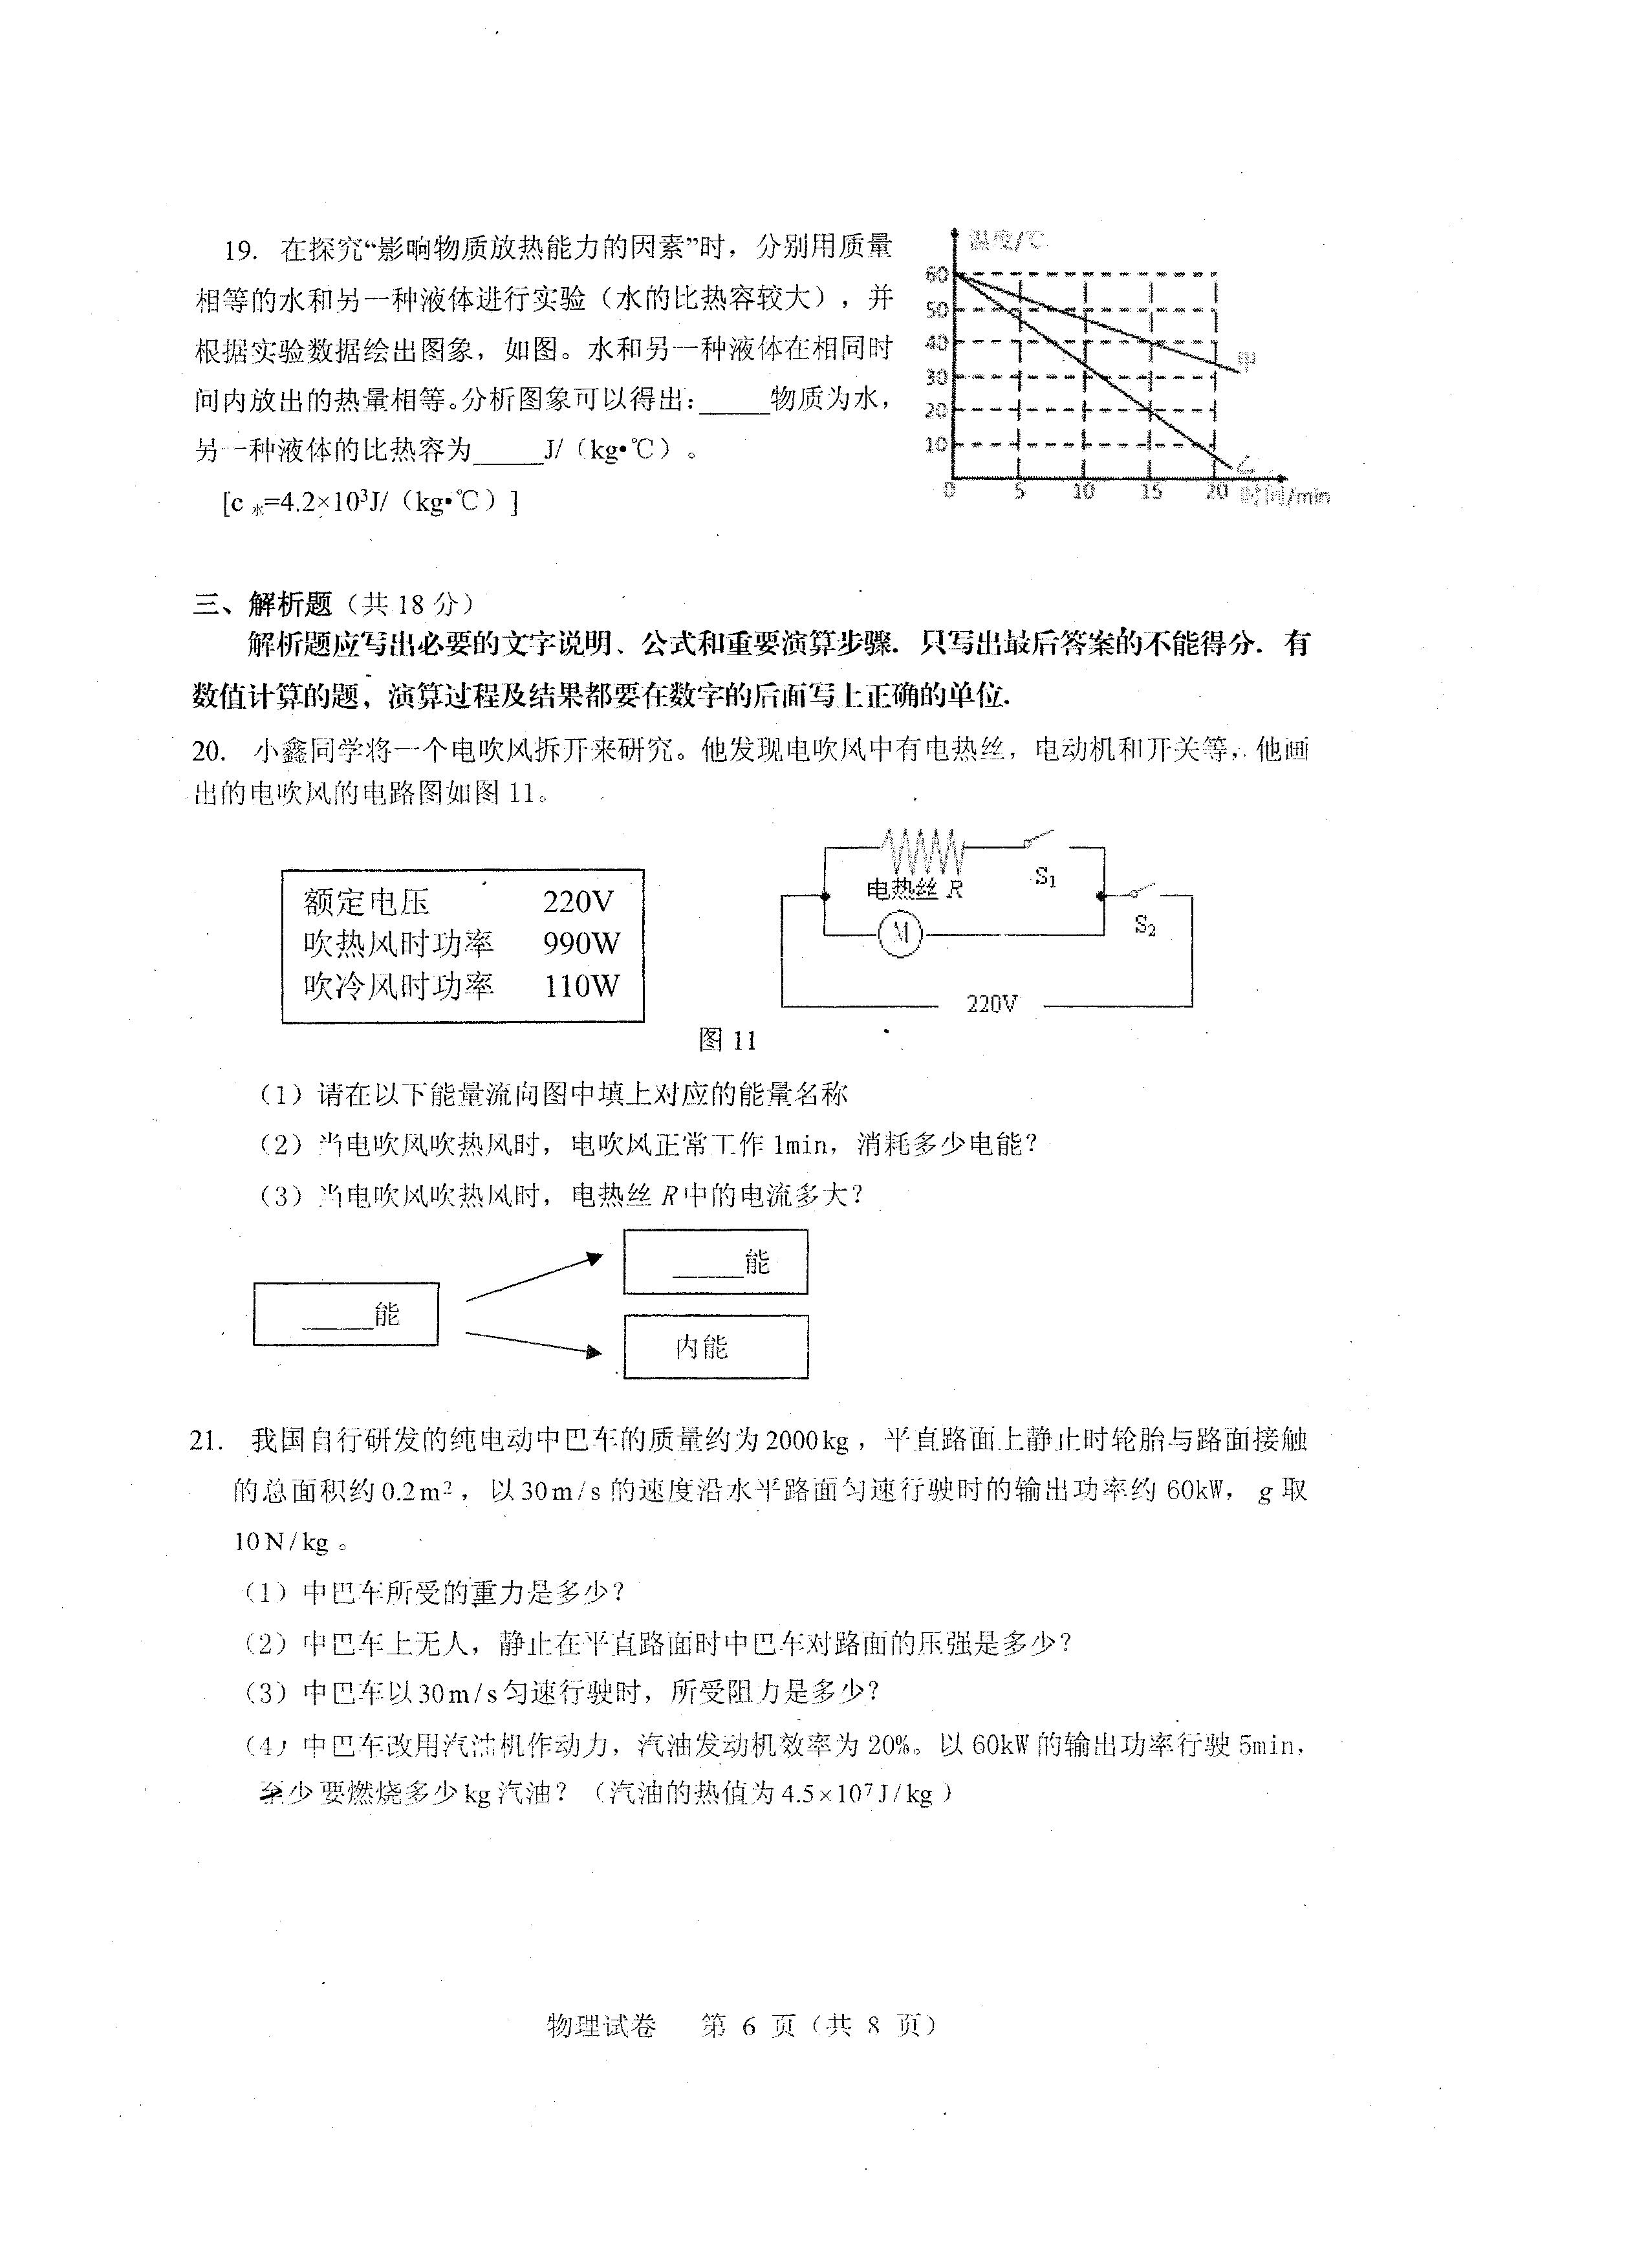 19. 在探究“影响物质放热能力的因素”时，分别用质量
相等的水和另一种液体进行实验（水的比热容较大），并
根据实验数据绘出图象，如图。水和另一种液体在相同时
间内放出的热量相等。分析图象可以得出：_____物质为水，
另一种液体的比热容为_____J/（kg•℃）。
[c水=4.2×10³J/（kg•℃）]
温度/℃
60
50
40
30
20
10
0 5 10 15 20 时间/min
甲
乙
三、解析题（共 18 分）
解析题应写出必要的文字说明、公式和重要演算步骤．只写出最后答案的不能得分．有
数值计算的题，演算过程及结果都要在数字的后面写上正确的单位.
20. 小鑫同学将一个电吹风拆开来研究。他发现电吹风中有电热丝，电动机和开关等，他画
出的电吹风的电路图如图 11。
额定电压 220V
吹热风时功率 990W
吹冷风时功率 110W
电热丝 R
S₁
M
S₂
220V
图 11
（1）请在以下能量流向图中填上对应的能量名称
（2）当电吹风吹热风时，电吹风正常工作 1min，消耗多少电能？
（3）当电吹风吹热风时，电热丝 R中的电流多大？
_____能
_____能
内能
21. 我国自行研发的纯电动中巴车的质量约为2000kg，平直路面上静止时轮胎与路面接触
的总面积约0.2m²，以30m/s的速度沿水平路面匀速行驶时的输出功率约 60kW，g取
10N/kg。
（1）中巴车所受的重力是多少？
（2）中巴车上无人，静止在平直路面时中巴车对路面的压强是多少？
（3）中巴车以30m/s匀速行驶时，所受阻力是多少？
（4）中巴车改用汽油机作动力，汽油发动机效率为 20%。以 60kW的输出功率行驶 5min，
至少要燃烧多少kg汽油？（汽油的热值为4.5×10⁷J/kg）
物理试卷 第 6 页（共 8 页）